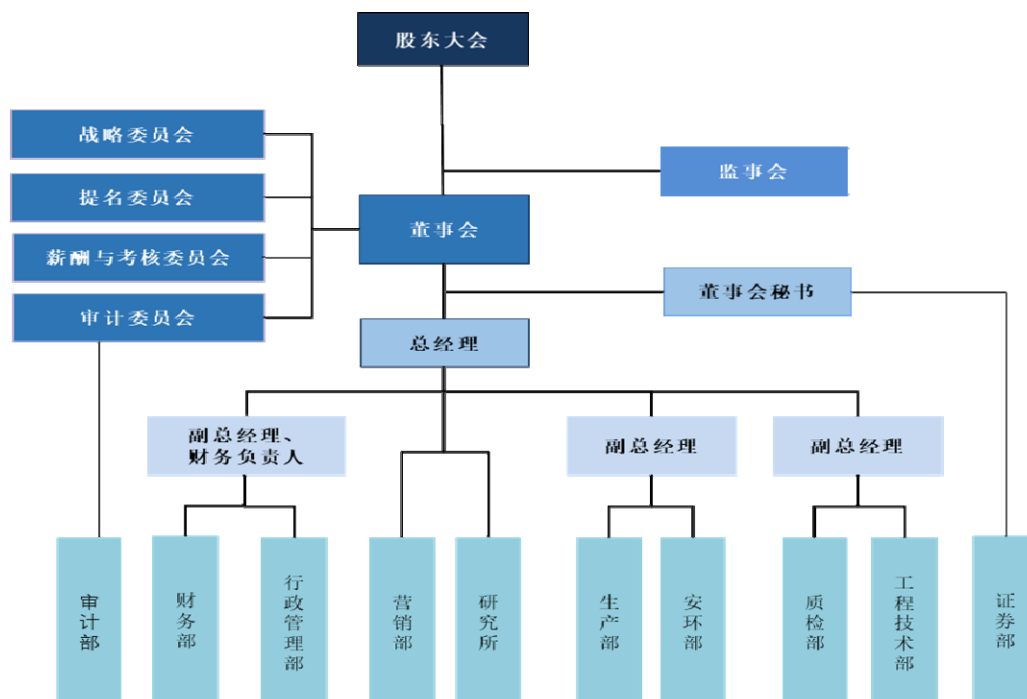 股东大会
战略委员会
监事会
提名委员会
董事会
薪酬与考核委员会
董事会秘书
审计委员会
总经理
副总经理、
财务负责人
副总经理
副总经理
审计部
财务部
行政管理部
营销部
研究所
生产部
安环部
质检部
工程技术部
证券部